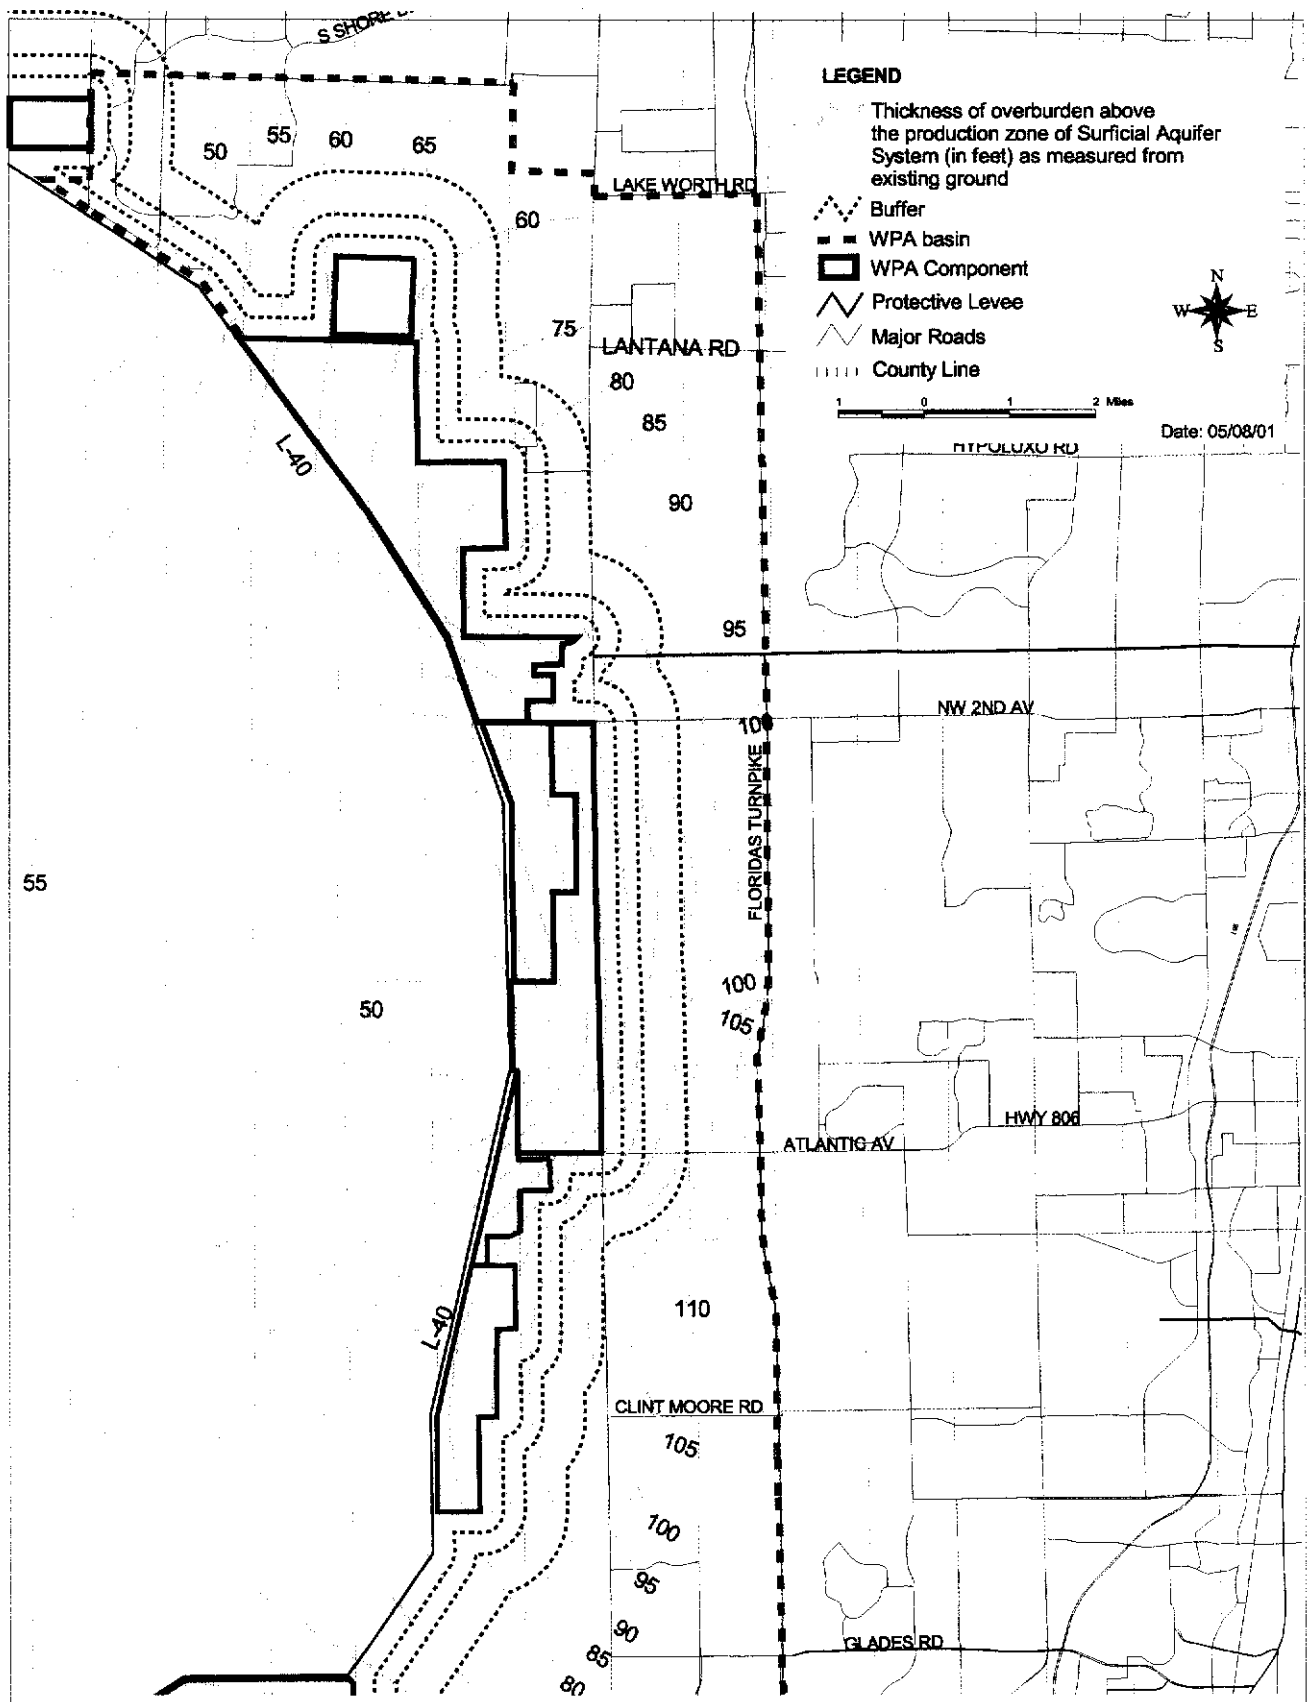 S SHORE
LEGEND
Thickness of overburden above
the production zone of Surficial Aquifer
System (in feet) as measured from
existing ground
Buffer
WPA basin
WPA Component
Protective Levee
Major Roads
County Line
N
W E
S
1 0 1 2 Miles
Date: 05/08/01
50 55 60 65
LAKE WORTH RD
60
75
LANTANA RD
80
85
L-40
HYPOLUXO RD
90
95
NW 2ND AV
10
FLORIDAS TURNPIKE
55
50
100
105
HWY 806
ATLANTIC AV
110
L-40
CLINT MOORE RD
105
100
95
90
GLADES RD
85
80